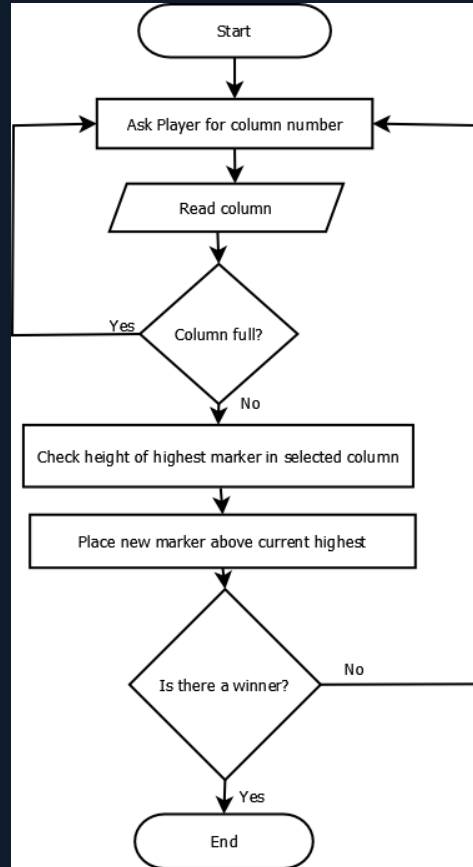 Start
Ask Player for column number
Read column
Yes
Column full?
No
Check height of highest marker in selected column
Place new marker above current highest
Is there a winner?
No
Yes
End